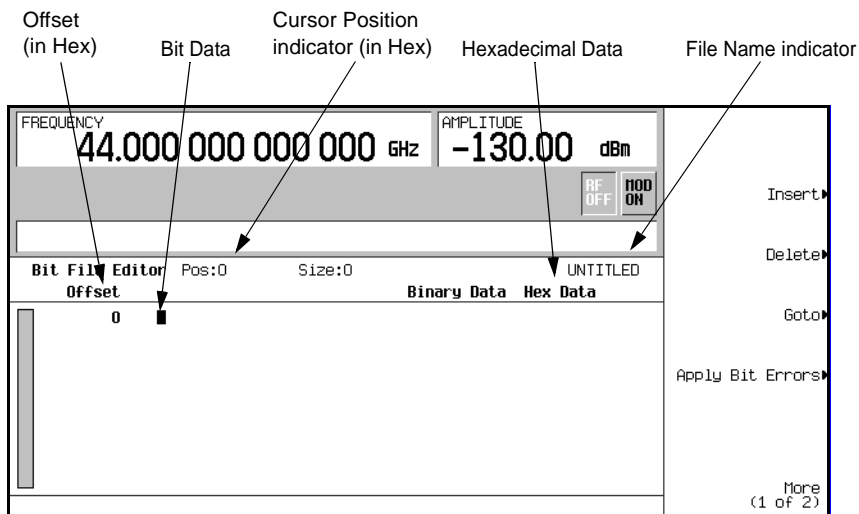 Offset
(in Hex)
Bit Data
Cursor Position
indicator (in Hex)
Hexadecimal Data
File Name indicator
FREQUENCY
44.000 000 000 000 GHz
AMPLITUDE
-130.00 dBm
RF
OFF
MOD
ON
Insert
Delete
Goto
Apply Bit Errors
More
(1 of 2)
Bit File Editor Pos:0 Size:0 UNTITLED
Offset Binary Data Hex Data
0